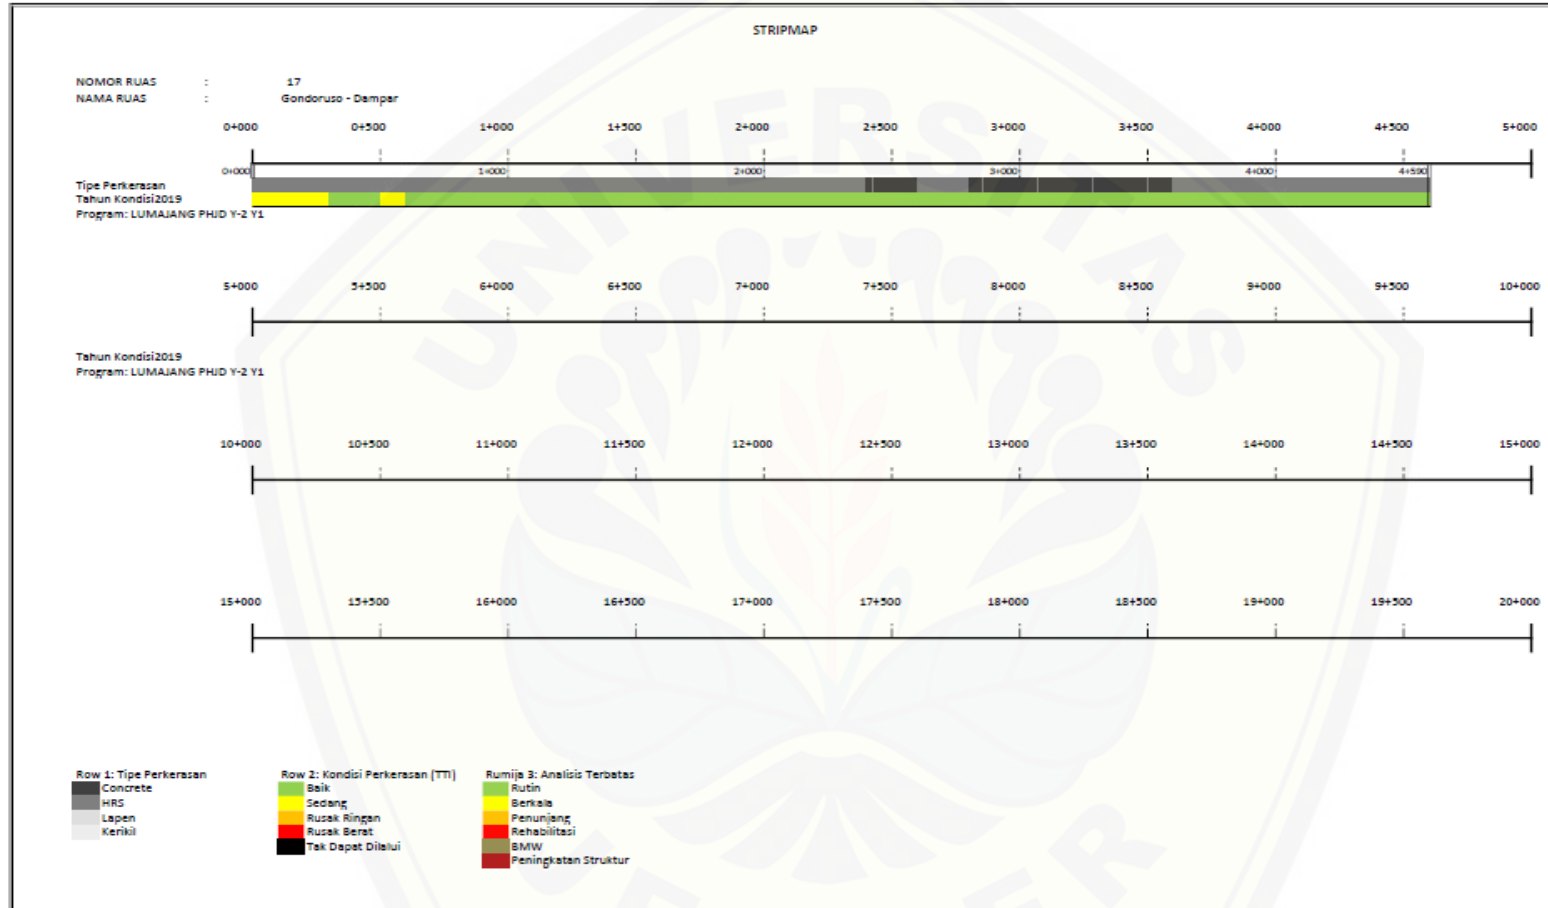 STRIPMAP
NOMOR RUAS : 17
NAMA RUAS : Gondoruso - Dampar
0+000 0+500 1+000 1+500 2+000 2+500 3+000 3+500 4+000 4+500 5+000
0+000 1+000 2+000 3+000 4+000 4+590
Tipe Perkerasan
Tahun Kondisi2019
Program: LUMAJANG PHJD Y-2 Y1
5+000 5+500 6+000 6+500 7+000 7+500 8+000 8+500 9+000 9+500 10+000
Tahun Kondisi2019
Program: LUMAJANG PHJD Y-2 Y1
10+000 10+500 11+000 11+500 12+000 12+500 13+000 13+500 14+000 14+500 15+000
15+000 15+500 16+000 16+500 17+000 17+500 18+000 18+500 19+000 19+500 20+000
Row 1: Tipe Perkerasan
Concrete
HRS
Lapen
Kerikil
Row 2: Kondisi Perkerasan (TTI)
Baik
Sedang
Rusak Ringan
Rusak Berat
Tak Dapat Dilalui
Rumija 3: Analisis Terbatas
Rutin
Berkala
Penunjang
Rehabilitasi
BMW
Peningkatan Struktur
UNIVERSITAS